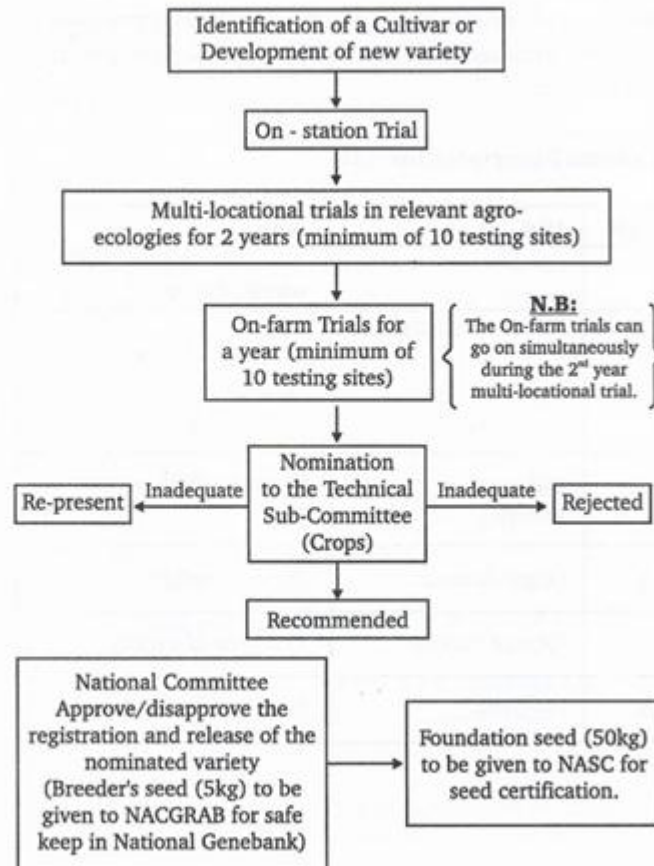 Identification of a Cultivar or
Development of new variety
On - station Trial
Multi-locational trials in relevant agro-
ecologies for 2 years (minimum of 10 testing sites)
On-farm Trials for
a year (minimum of
10 testing sites)
N.B:
The On-farm trials can
go on simultaneously
during the 2nd year
multi-locational trial.
Nomination
to the Technical
Sub-Committee
(Crops)
Re-present
Inadequate
Inadequate
Rejected
Recommended
National Committee
Approve/disapprove the
registration and release of the
nominated variety
(Breeder's seed (5kg) to be
given to NACGRAB for safe
keep in National Genebank)
Foundation seed (50kg)
to be given to NASC for
seed certification.